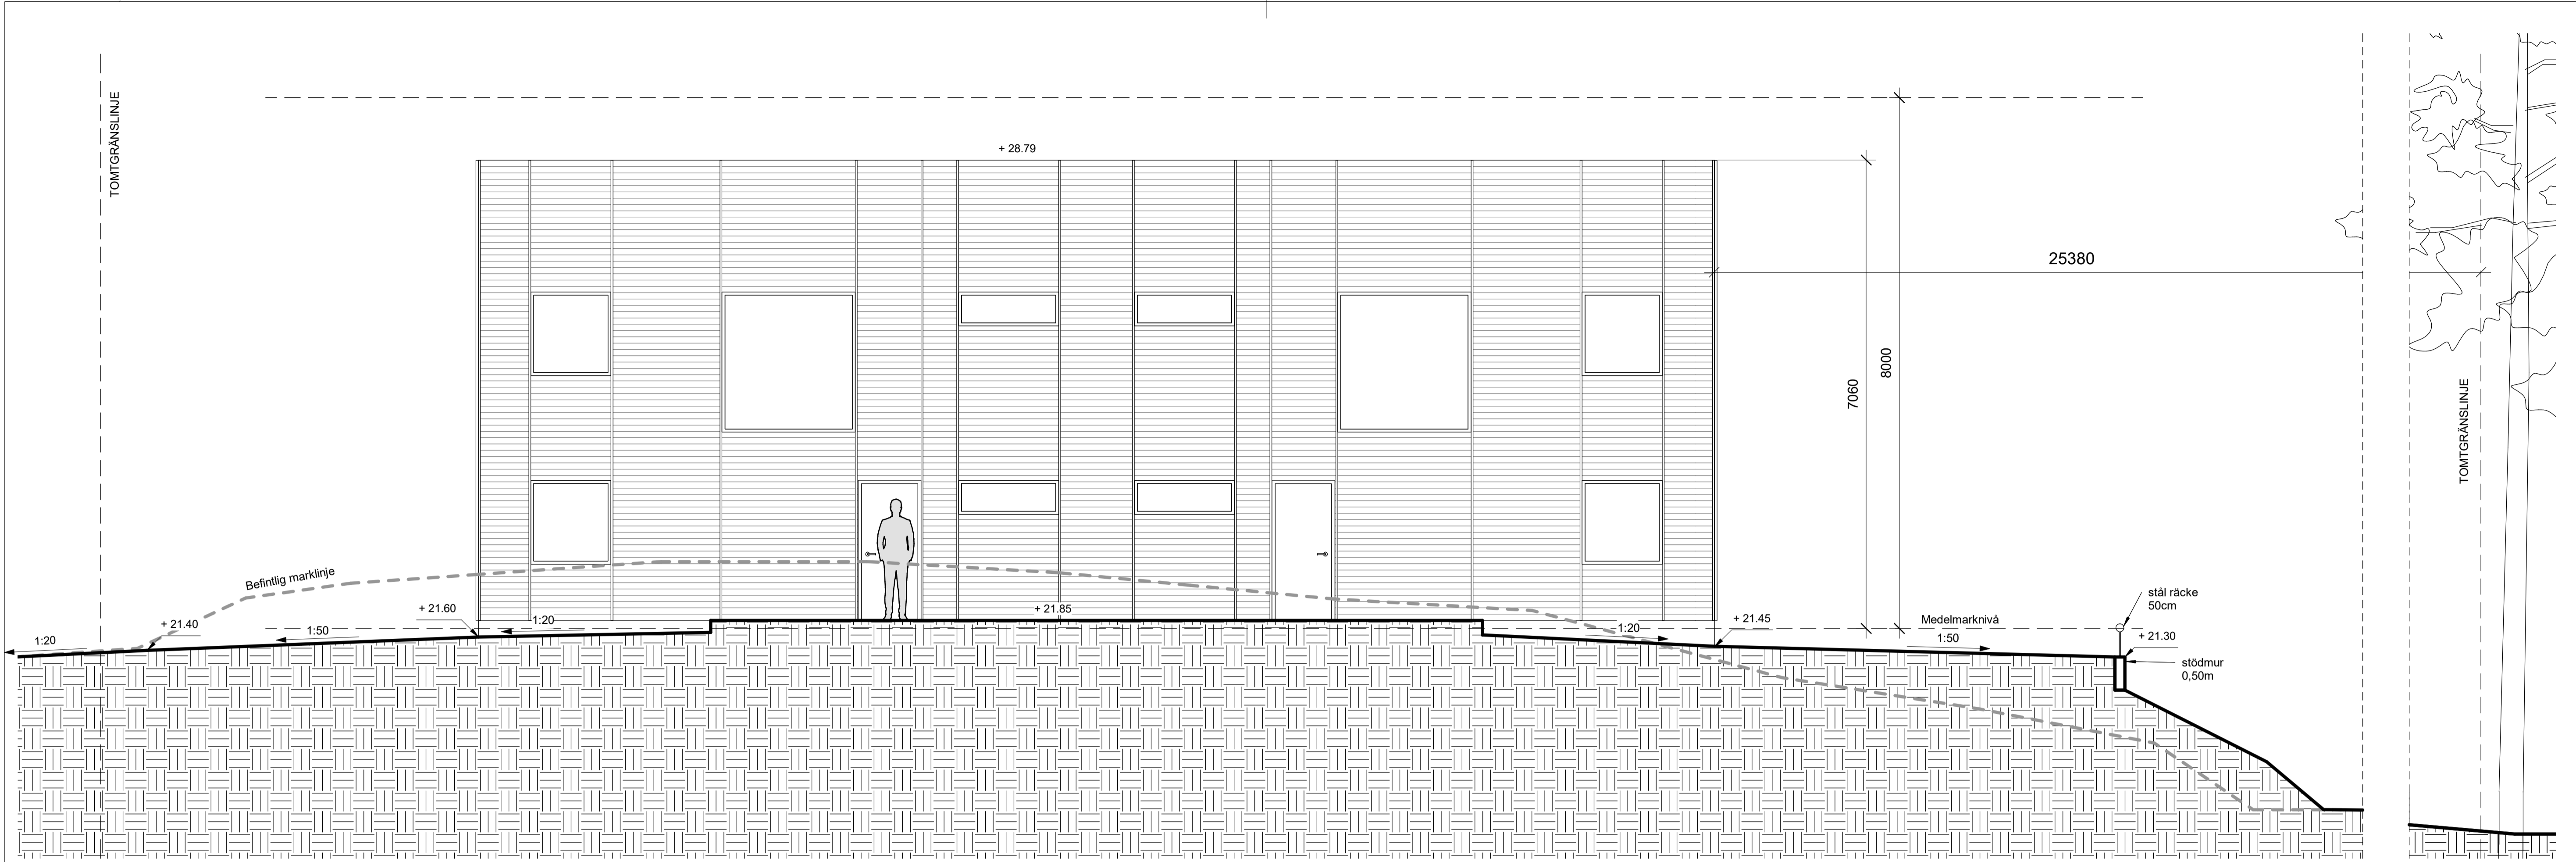 TOMTGRÄNSLINJE
+ 28.79
25380
8000
7060
TOMTGRÄNSLINJE
Befintlig marklinje
+ 21.60
1:20
+ 21.85
+ 21.45
Medelmarknivå
stål räcke
50cm
1:20
+ 21.40
1:50
1:20
1:50
+ 21.30
stödmur
0,50m